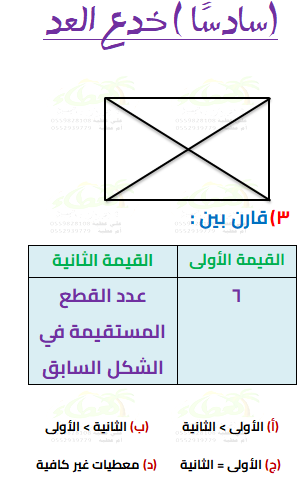 (سادسًا) خدع العد
٣) قارن بين :
القيمة الأولى القيمة الثانية
٦ عدد القطع
المستقيمة في
الشكل السابق
(أ) الأولى > الثانية (ب) الثانية > الأولى
(ج) الأولى = الثانية (د) معطيات غير كافية